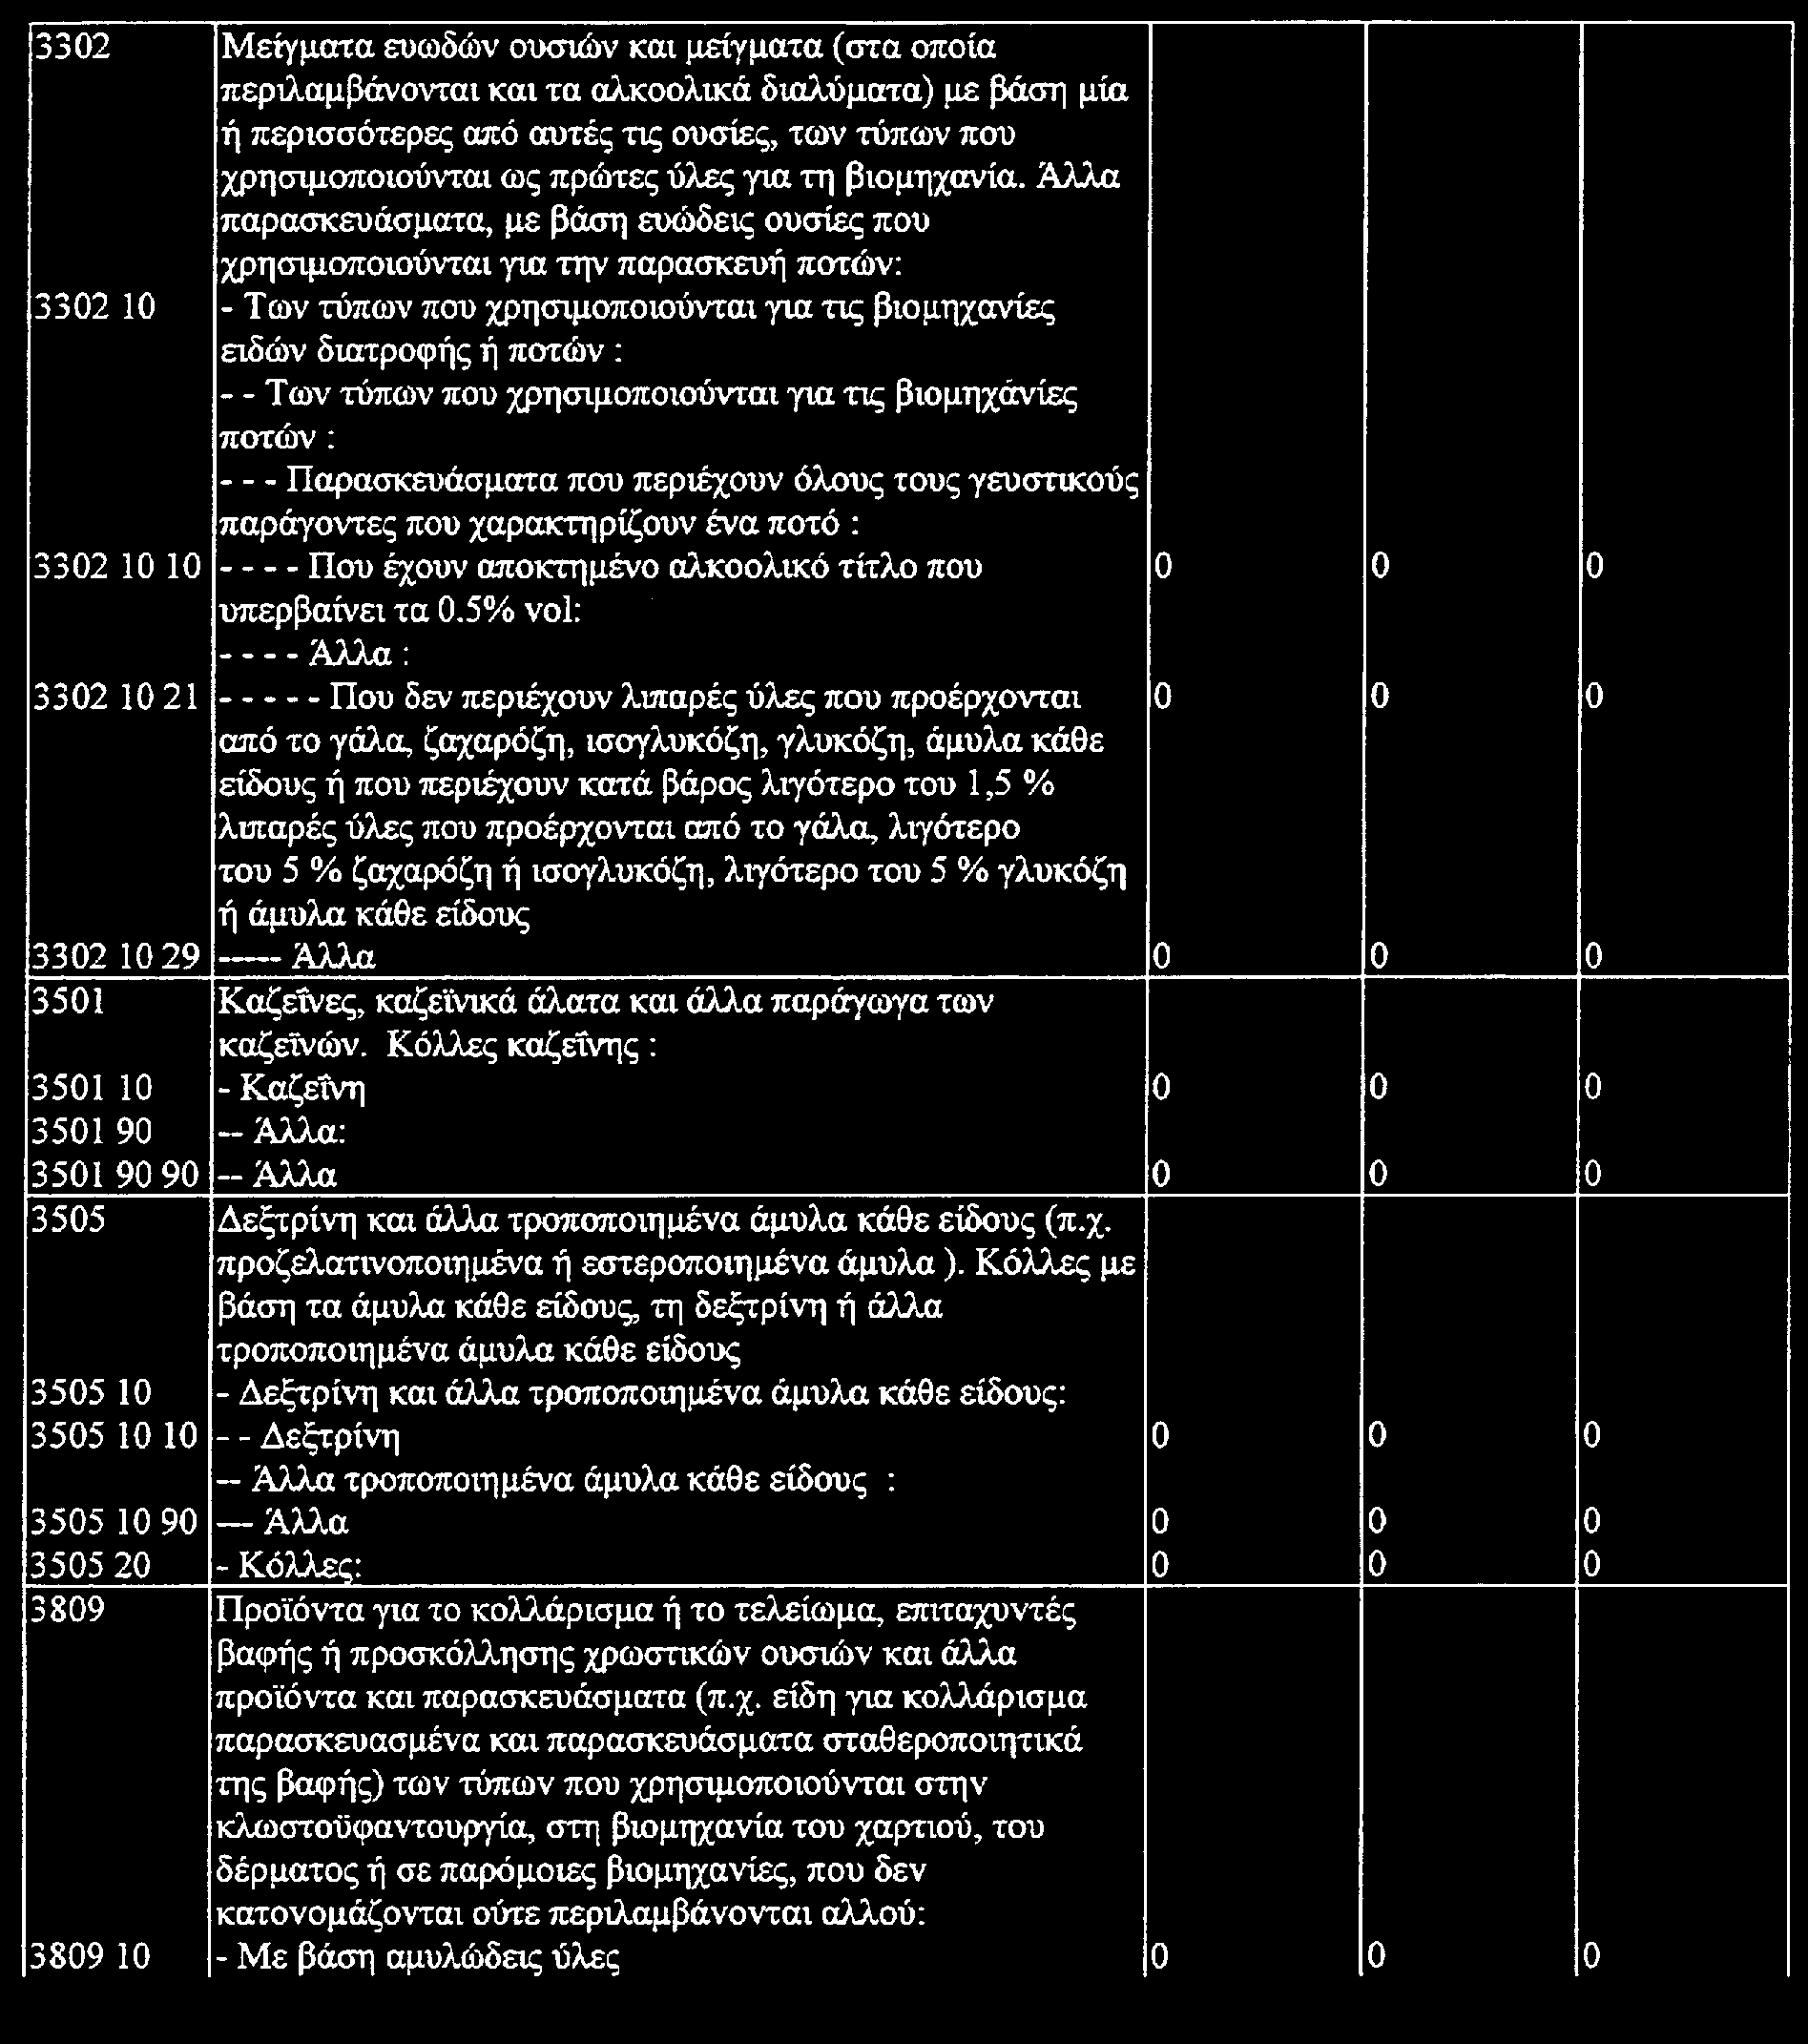 3302 Μείγματα ευωδών ουσιών και μείγματα (στα οποία
περιλαμβάνονται και τα αλκοολικά διαλύματα) με βάση μία
ή περισσότερες από αυτές τις ουσίες, των τύπων που
χρησιμοποιούνται ως πρώτες ύλες για τη βιομηχανία. Άλλα
παρασκευάσματα, με βάση ευώδεις ουσίες που
χρησιμοποιούνται για την παρασκευή ποτών:
3302 10 - Των τύπων που χρησιμοποιούνται για τις βιομηχανίες
ειδών διατροφής ή ποτών :
- - Των τύπων που χρησιμοποιούνται για τις βιομηχάνίες
ποτών :
- - - Παρασκευάσματα που περιέχουν όλους τους γευστικούς
παράγοντες που χαρακτηρίζουν ένα ποτό :
3302 10 10 - - - - Που έχουν αποκτημένο αλκοολικό τίτλο που 0 0 0
υπερβαίνει τα 0.5% vol:
- - - - Άλλα :
3302 10 21 - - - - - Που δεν περιέχουν λιπαρές ύλες που προέρχονται 0 0 0
από το γάλα, ζαχαρόζη, ισογλυκόζη, γλυκόζη, άμυλα κάθε
είδους ή που περιέχουν κατά βάρος λιγότερο του 1,5 %
λιπαρές ύλες που προέρχονται από το γάλα, λιγότερο
του 5 % ζαχαρόζη ή ισογλυκόζη, λιγότερο του 5 % γλυκόζη
ή άμυλα κάθε είδους
3302 10 29 ----- Άλλα 0 0 0
3501 Καζεΐνες, καζεϊνικά άλατα και άλλα παράγωγα των
καζεϊνών. Κόλλες καζεΐνης :
3501 10 - Καζεΐνη 0 0 0
3501 90 -- Άλλα:
3501 90 90 -- Άλλα 0 0 0
3505 Δεξτρίνη και άλλα τροποποιημένα άμυλα κάθε είδους (π.χ.
προζελατινοποιημένα ή εστεροποιημένα άμυλα ). Κόλλες με
βάση τα άμυλα κάθε είδους, τη δεξτρίνη ή άλλα
τροποποιημένα άμυλα κάθε είδους
3505 10 - Δεξτρίνη και άλλα τροποποιημένα άμυλα κάθε είδους:
3505 10 10 - - Δεξτρίνη 0 0 0
-- Άλλα τροποποιημένα άμυλα κάθε είδους :
3505 10 90 --- Άλλα 0 0 0
3505 20 - Κόλλες: 0 0 0
3809 Προϊόντα για το κολλάρισμα ή το τελείωμα, επιταχυντές
βαφής ή προσκόλλησης χρωστικών ουσιών και άλλα
προϊόντα και παρασκευάσματα (π.χ. είδη για κολλάρισμα
παρασκευασμένα και παρασκευάσματα σταθεροποιητικά
της βαφής) των τύπων που χρησιμοποιούνται στην
κλωστοϋφαντουργία, στη βιομηχανία του χαρτιού, του
δέρματος ή σε παρόμοιες βιομηχανίες, που δεν
κατονομάζονται ούτε περιλαμβάνονται αλλού:
3809 10 - Με βάση αμυλώδεις ύλες 0 0 0